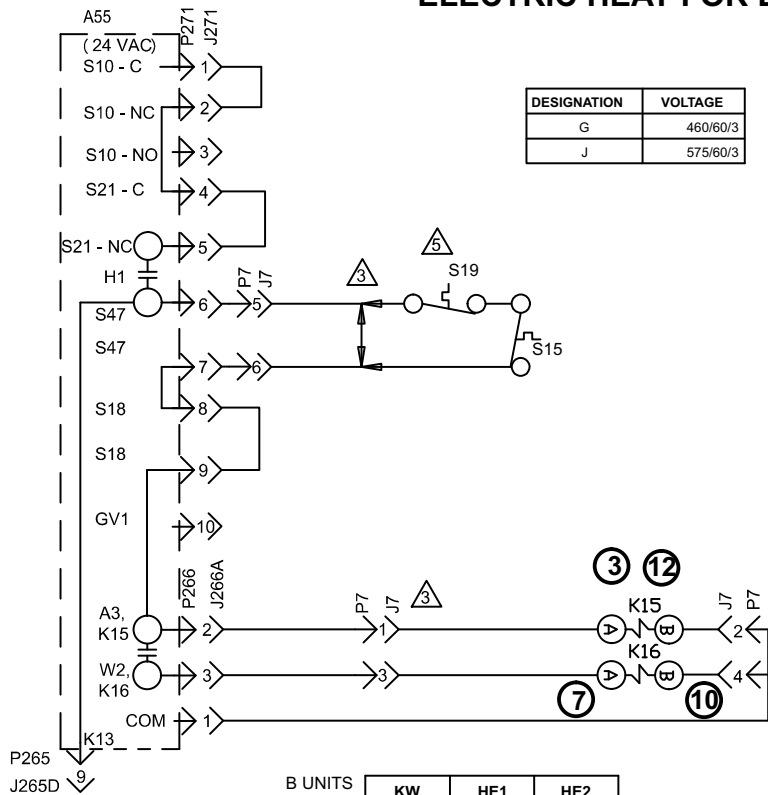 ELECTRIC HEAT FOR
A55
P271
J271
( 24 VAC)
S10 - C
1
S10 - NC
2
S10 - NO
3
S21 - C
4
S21 - NC
5
H1
S47
6
P7
5
J7
3
5
S19
S15
S47
7
6
S18
8
S18
9
GV1
10
DESIGNATION VOLTAGE
G 460/60/3
J 575/60/3
P266
J266A
A3,
K15
2
P7
1
J7
3
3
12
A
K15
B
J7
2
P7
W2,
K16
3
3
A
K16
B
4
7
10
COM
1
K13
P265
9
J265D
B UNITS
KW HE1 HE2